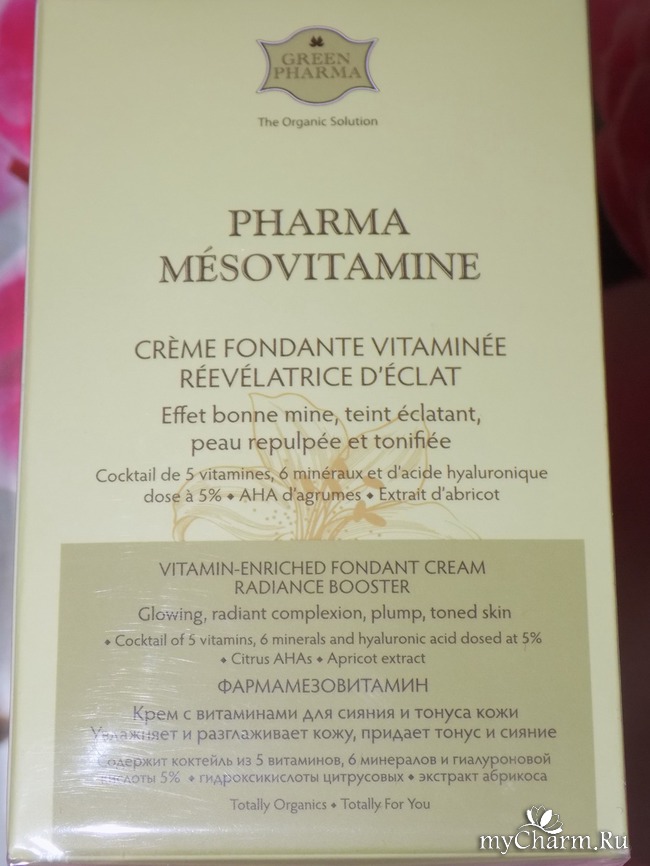 GREEN
PHARMA
The Organic Solution
PHARMA
MÉSOVITAMINE
CRÈME FONDANTE VITAMINÉE
RÉEVÉLATRICE D'ÉCLAT
Effet bonne mine, teint éclatant,
peau repulpée et tonifiée
Cocktail de 5 vitamines, 6 minéraux et d'acide hyaluronique
dose à 5% ◆ AHA d'agrumes ◆ Extrait d'abricot
VITAMIN-ENRICHED FONDANT CREAM
RADIANCE BOOSTER
Glowing, radiant complexion, plump, toned skin
◆ Cocktail of 5 vitamins, 6 minerals and hyaluronic acid dosed at 5%
◆ Citrus AHAs ◆ Apricot extract
ФАРМАМЕЗОВИТАМИН
Крем с витаминами для сияния и тонуса кожи
Увлажняет и разглаживает кожу, придает тонус и сияние
Содержит коктейль из 5 витаминов, 6 минералов и гиалуроновой
кислоты 5% ◆ гидроксикислоты цитрусовых ◆ экстракт абрикоса
Totally Organics ◆ Totally For You
myCharm.Ru